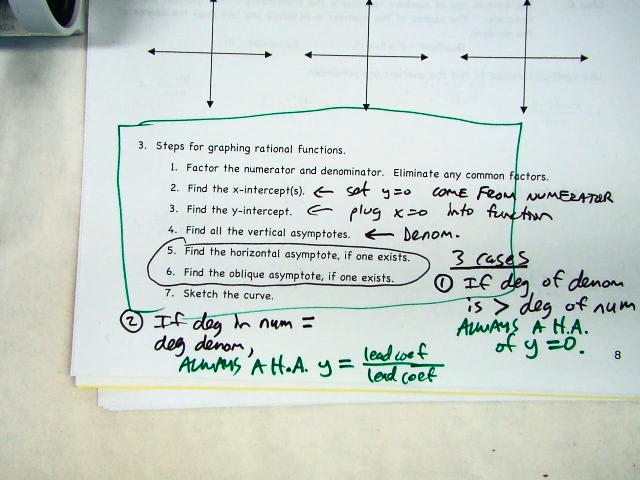 3. Steps for graphing rational functions.
1. Factor the numerator and denominator. Eliminate any common factors.
2. Find the x-intercept(s). ← set y=0 COME FROM NUMERATOR
3. Find the y-intercept. ← plug x=0 into function
4. Find all the vertical asymptotes. ← Denom.
5. Find the horizontal asymptote, if one exists.
6. Find the oblique asymptote, if one exists.
7. Sketch the curve.
3 cases
① If deg of denom
is > deg of num
ALWAYS A H.A.
of y=0.
② If deg in num =
deg denom,
ALWAYS A H.A. y = lead coef
lead coef
8